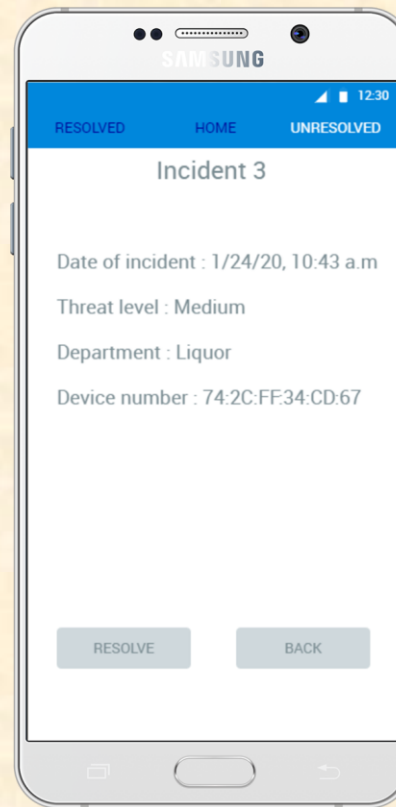 SAMSUNG
12:30
RESOLVED HOME UNRESOLVED
Incident 3
Date of incident : 1/24/20, 10:43 a.m
Threat level : Medium
Department : Liquor
Device number : 74:2C:FF:34:CD:67
RESOLVE BACK